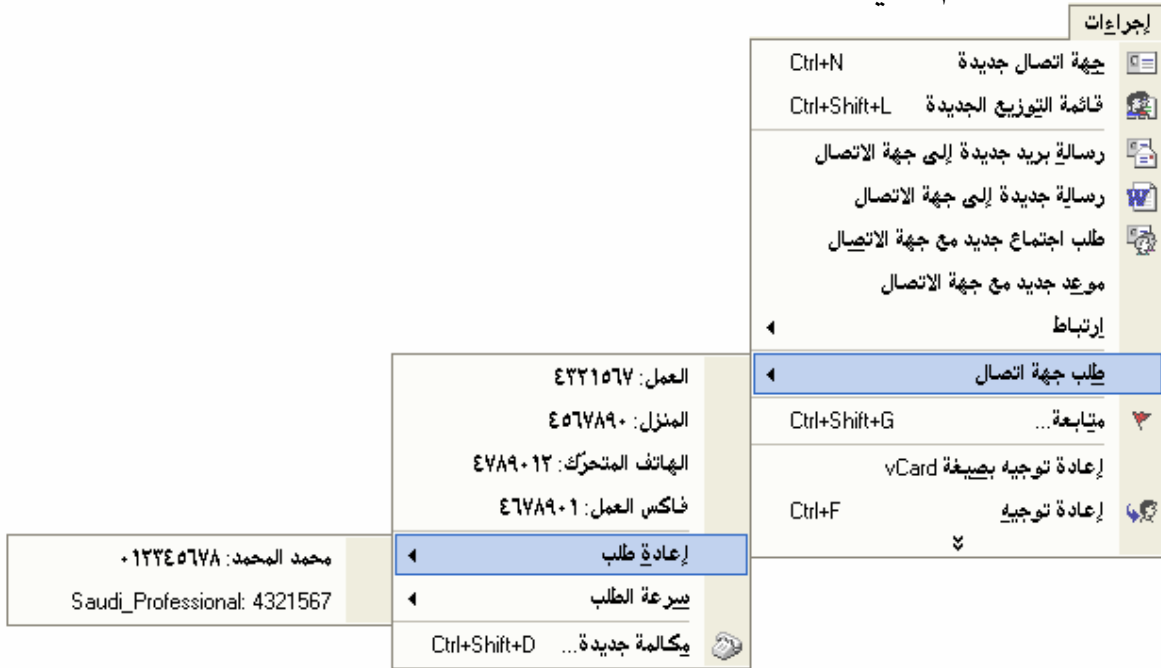 إجراءات
جهة اتصال جديدة Ctrl+N
قائمة التوزيع الجديدة Ctrl+Shift+L
رسالة بريد جديدة إلى جهة الاتصال
رسالة جديدة إلى جهة الاتصال
طلب اجتماع جديد مع جهة الاتصال
موعد جديد مع جهة الاتصال
إرتباط
طلب جهة اتصال
متابعة... Ctrl+Shift+G
إعادة توجيه بصيغة vCard
إعادة توجيه Ctrl+F
العمل: ٤٣٢١٥٦٧
المنزل: ٤٥٦٧٨٩٠
الهاتف المتحرّك: ٤٧٨٩٠١٢
فاكس العمل: ٤٦٧٨٩٠١
إعادة طلب
سرعة الطلب
مكالمة جديدة... Ctrl+Shift+D
محمد المحمد: ٠١٢٣٤٥٦٧٨
Saudi_Professional: 4321567